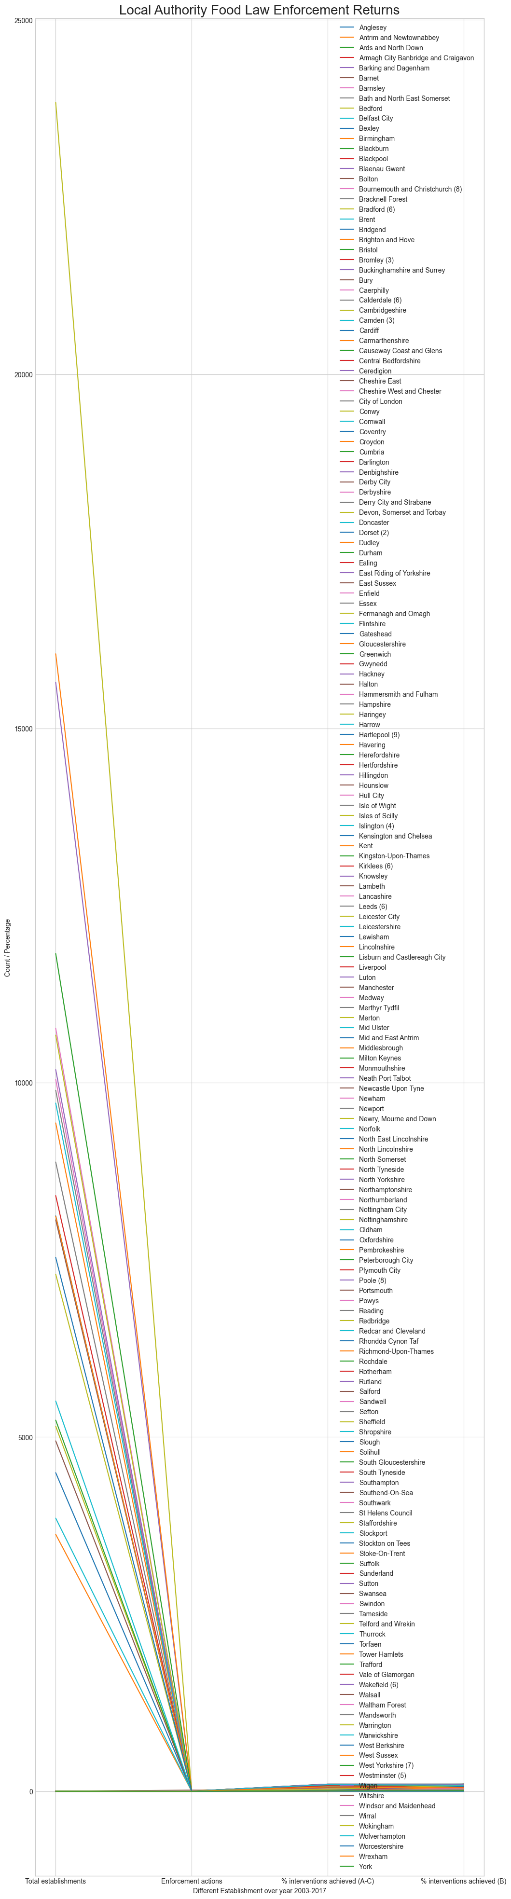 Local Authority Food Law Enforcement Returns
25000
20000
15000
10000
5000
0
Count / Percentage
Anglesey
Antrim and Newtownabbey
Ards and North Down
Armagh City Banbridge and Craigavon
Barking and Dagenham
Barnet
Barnsley
Bath and North East Somerset
Bedford
Belfast City
Bexley
Birmingham
Blackburn
Blackpool
Blaenau Gwent
Bolton
Bournemouth and Christchurch (8)
Bracknell Forest
Bradford (6)
Brent
Bridgend
Brighton and Hove
Bristol
Bromley (3)
Buckinghamshire and Surrey
Bury
Caerphilly
Calderdale (6)
Cambridgeshire
Camden (3)
Cardiff
Carmarthenshire
Causeway Coast and Glens
Central Bedfordshire
Ceredigion
Cheshire East
Cheshire West and Chester
City of London
Conwy
Cornwall
Coventry
Croydon
Cumbria
Darlington
Denbighshire
Derby City
Derbyshire
Derry City and Strabane
Devon, Somerset and Torbay
Doncaster
Dorset (2)
Dudley
Durham
Ealing
East Riding of Yorkshire
East Sussex
Enfield
Essex
Fermanagh and Omagh
Flintshire
Gateshead
Gloucestershire
Greenwich
Gwynedd
Hackney
Halton
Hammersmith and Fulham
Hampshire
Haringey
Harrow
Hartlepool (9)
Havering
Herefordshire
Hertfordshire
Hillingdon
Hounslow
Hull City
Isle of Wight
Isles of Scilly
Islington (4)
Kensington and Chelsea
Kent
Kingston-Upon-Thames
Kirklees (6)
Knowsley
Lambeth
Lancashire
Leeds (6)
Leicester City
Leicestershire
Lewisham
Lincolnshire
Lisburn and Castlereagh City
Liverpool
Luton
Manchester
Medway
Merthyr Tydfil
Merton
Mid Ulster
Mid and East Antrim
Middlesbrough
Milton Keynes
Monmouthshire
Neath Port Talbot
Newcastle Upon Tyne
Newham
Newport
Newry, Mourne and Down
Norfolk
North East Lincolnshire
North Lincolnshire
North Somerset
North Tyneside
North Yorkshire
Northamptonshire
Northumberland
Nottingham City
Nottinghamshire
Oldham
Oxfordshire
Pembrokeshire
Peterborough City
Plymouth City
Poole (8)
Portsmouth
Powys
Reading
Redbridge
Redcar and Cleveland
Rhondda Cynon Taf
Richmond-Upon-Thames
Rochdale
Rotherham
Rutland
Salford
Sandwell
Sefton
Sheffield
Shropshire
Slough
Solihull
South Gloucestershire
South Tyneside
Southampton
Southend-On-Sea
Southwark
St Helens Council
Staffordshire
Stockport
Stockton on Tees
Stoke-On-Trent
Suffolk
Sunderland
Sutton
Swansea
Swindon
Tameside
Telford and Wrekin
Thurrock
Torfaen
Tower Hamlets
Trafford
Vale of Glamorgan
Wakefield (6)
Walsall
Waltham Forest
Wandsworth
Warrington
Warwickshire
West Berkshire
West Sussex
West Yorkshire (7)
Westminster (5)
Wigan
Wiltshire
Windsor and Maidenhead
Wirral
Wokingham
Wolverhampton
Worcestershire
Wrexham
York
Total establishments
Enforcement actions
% interventions achieved (A-C)
% interventions achieved (B)
Different Establishment over year 2003-2017